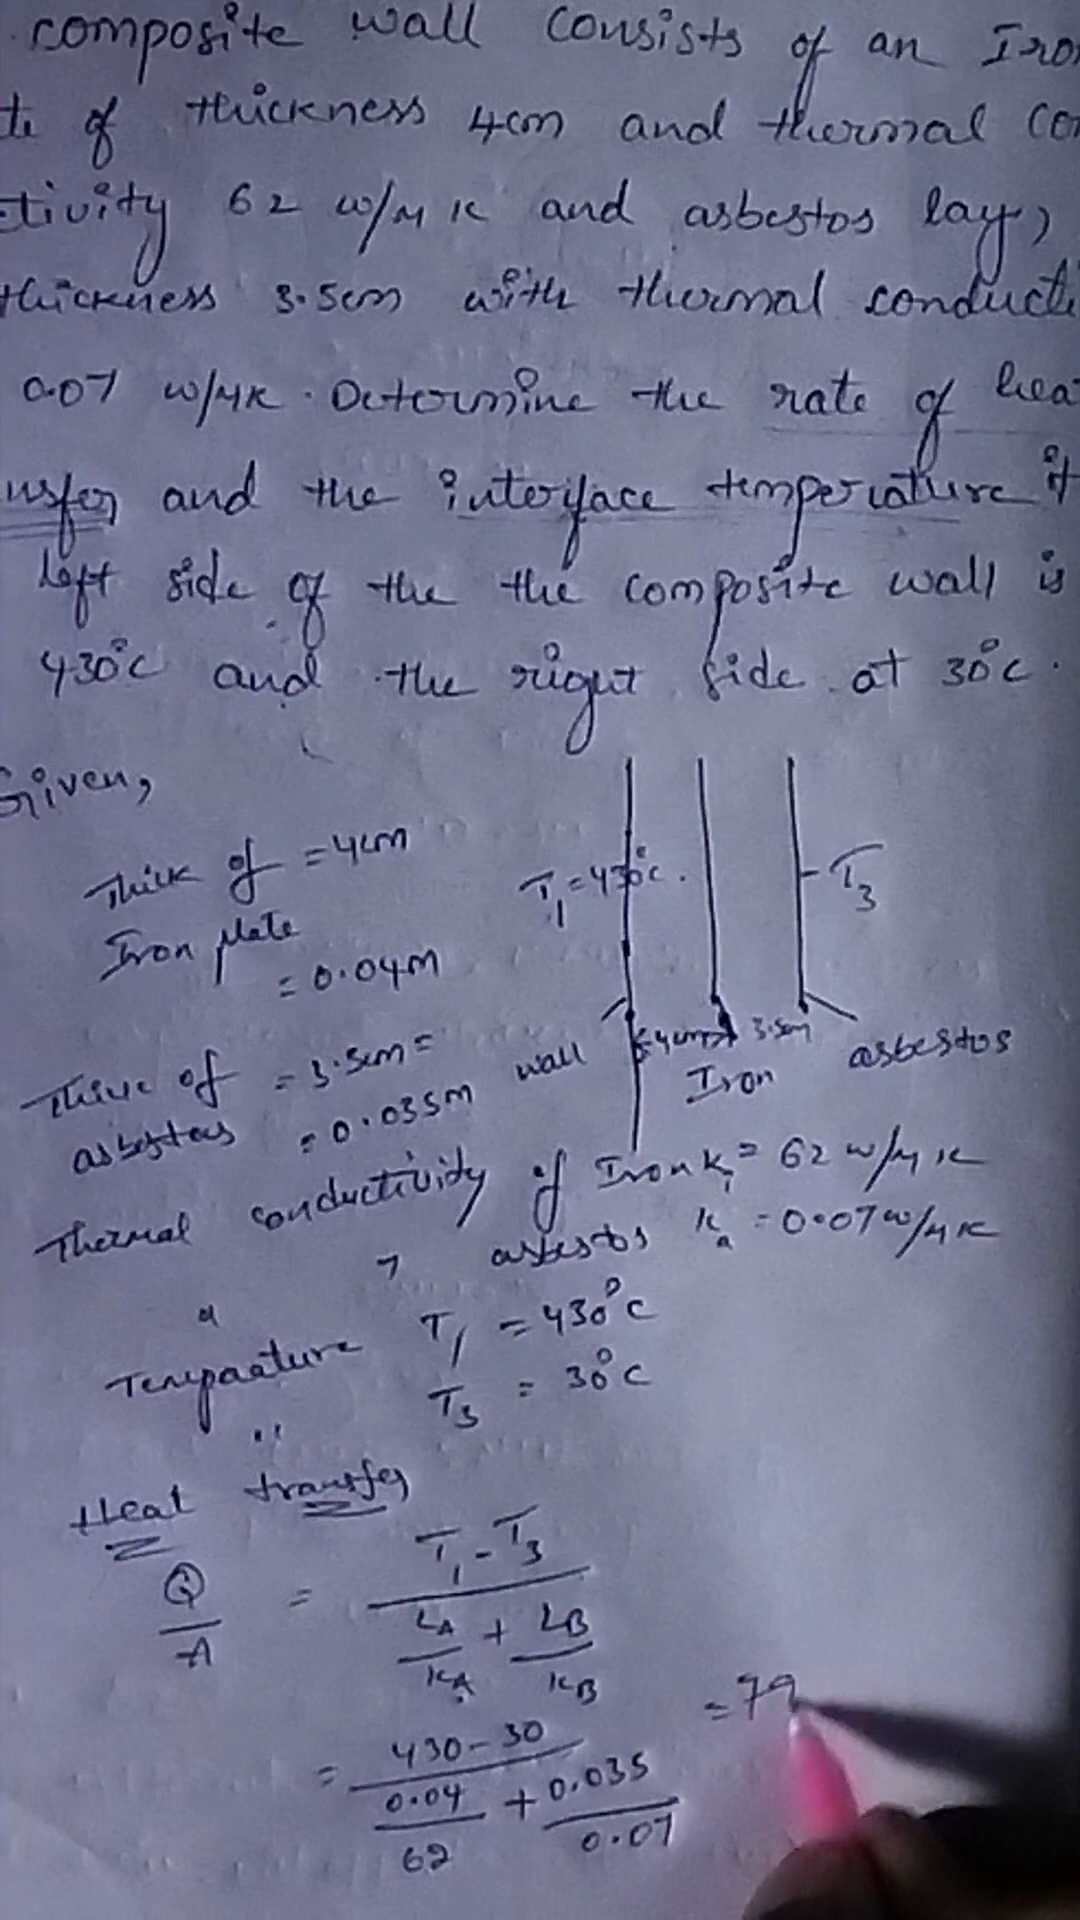 composite wall consists of an Iro
te of thickness 4cm and thermal co
ctivity 62 w/mk and asbestos lay
thickness 3.5cm with thermal conducti
0.07 w/mk. Determine the rate of hea
nsfer and the interface temperature if
left side of the the composite wall is
430°C and the right side at 30°C.
Given,
Thick of = 4cm
Iron plate
= 0.04m
T1 = 430°C.
T3
Thick of = 3.5cm =
asbestos = 0.035m
wall
4cm
3.5cm
Iron
asbestos
Thermal conductivity of Iron K1 = 62 w/mk
" " asbestos Ka = 0.07 w/mk
Temparture T1 = 430°C
" T3 = 30°C
Heat transfer
Q/A = T1 - T3 / LA/KA + LB/KB
= 430-30 / 0.04/62 + 0.035/0.07 = 79